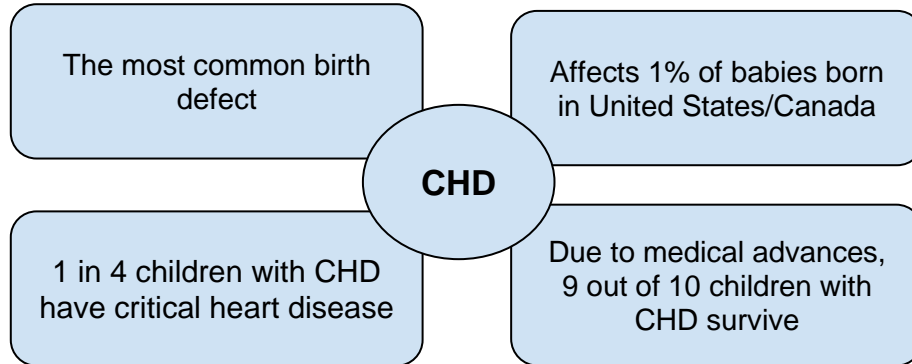 The most common birth
defect
Affects 1% of babies born
in United States/Canada
CHD
1 in 4 children with CHD
have critical heart disease
Due to medical advances,
9 out of 10 children with
CHD survive